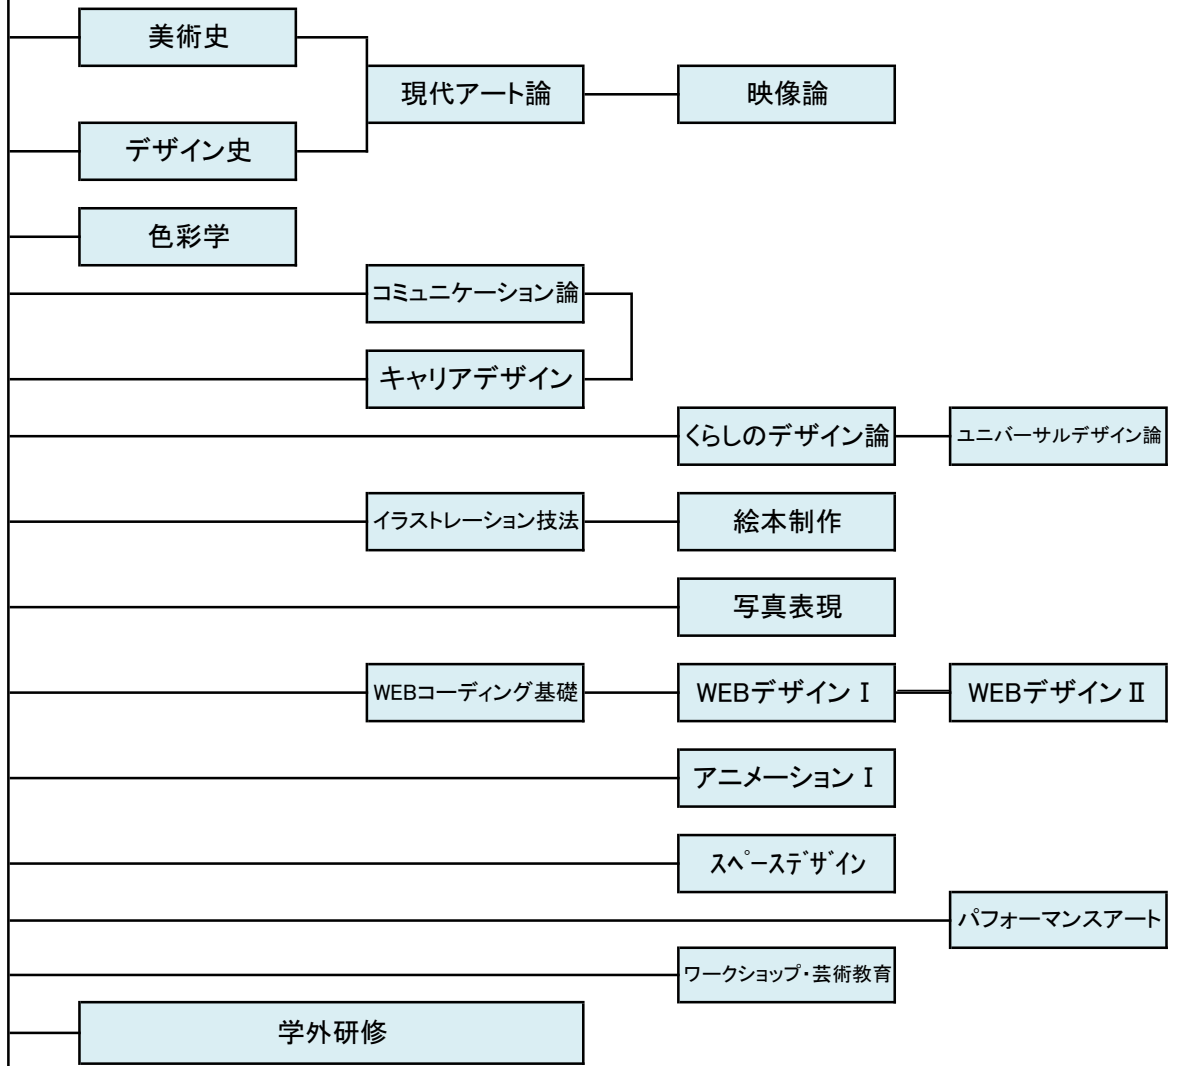 美術史
現代アート論
映像論
デザイン史
色彩学
コミュニケーション論
キャリアデザイン
くらしのデザイン論
ユニバーサルデザイン論
イラストレーション技法
絵本制作
写真表現
WEBコーディング基礎
WEBデザインⅠ
WEBデザインⅡ
アニメーションⅠ
スペースデザイン
パフォーマンスアート
ワークショップ・芸術教育
学外研修